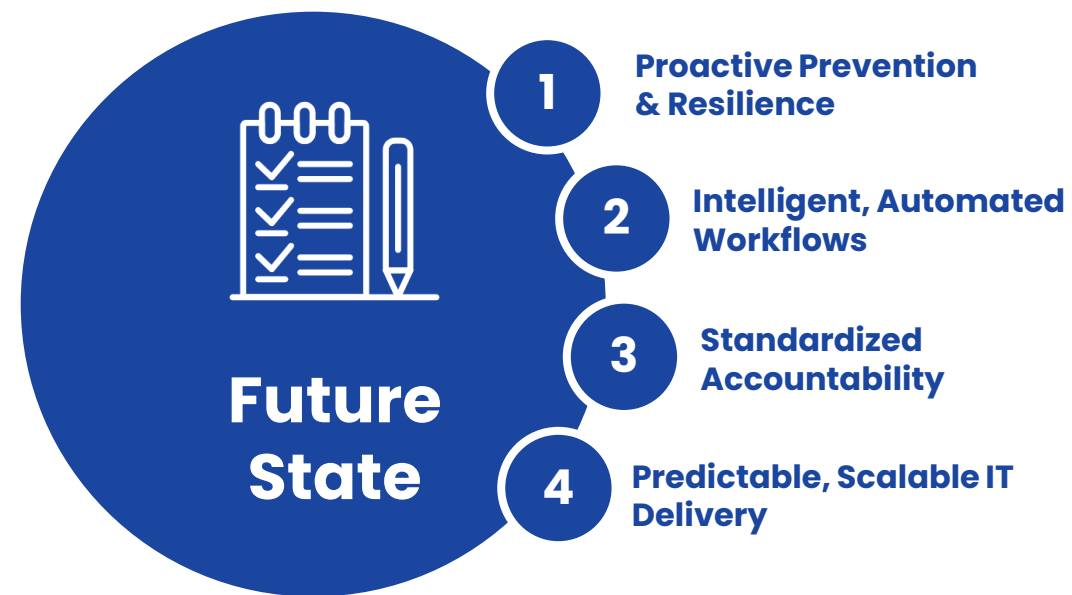 Future
State
1
Proactive Prevention
& Resilience
2
Intelligent, Automated
Workflows
3
Standardized
Accountability
4
Predictable, Scalable IT
Delivery